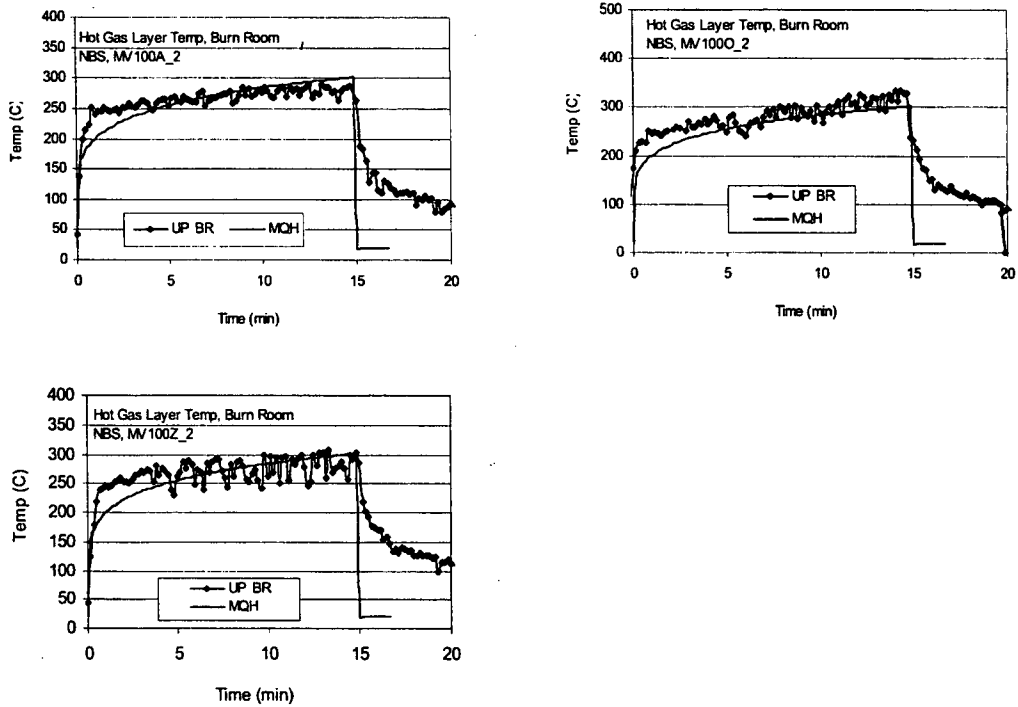 Hot Gas Layer Temp, Burn Room
NBS, MV100A_2
Temp (C)
400
350
300
250
200
150
100
50
0
UP BR
MQH
0 5 10 15 20
Time (min)
Hot Gas Layer Temp, Burn Room
NBS, MV100O_2
Temp (C)
500
400
300
200
100
0
UP BR
MQH
0 5 10 15 20
Time (min)
Hot Gas Layer Temp, Burn Room
NBS, MV100Z_2
Temp (C)
400
350
300
250
200
150
100
50
0
UP BR
MQH
0 5 10 15 20
Time (min)